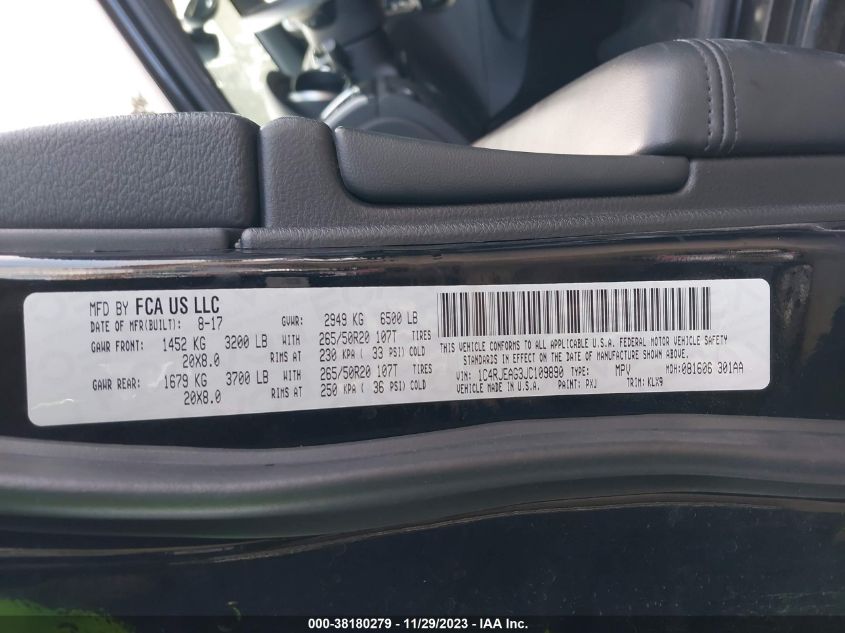 MFD BY FCA US LLC
DATE OF MFR(BUILT): 8-17 GVWR: 2949 KG 6500 LB
GAWR FRONT: 1452 KG 3200 LB WITH 265/50R20 107T TIRES
20X8.0 RIMS AT 230 KPA ( 33 PSI) COLD
GAWR REAR: 1679 KG 3700 LB WITH 265/50R20 107T TIRES
20X8.0 RIMS AT 250 KPA ( 36 PSI) COLD
THIS VEHICLE CONFORMS TO ALL APPLICABLE U.S.A. FEDERAL MOTOR VEHICLE SAFETY
STANDARDS IN EFFECT ON THE DATE OF MANUFACTURE SHOWN ABOVE.
VIN: 1C4RJEAG3JC109890 TYPE: MPV MDH: 081606 301AA
VEHICLE MADE IN U.S.A. PAINT: PXJ TRIM: KLX9
000-38180279 - 11/29/2023 - IAA Inc.